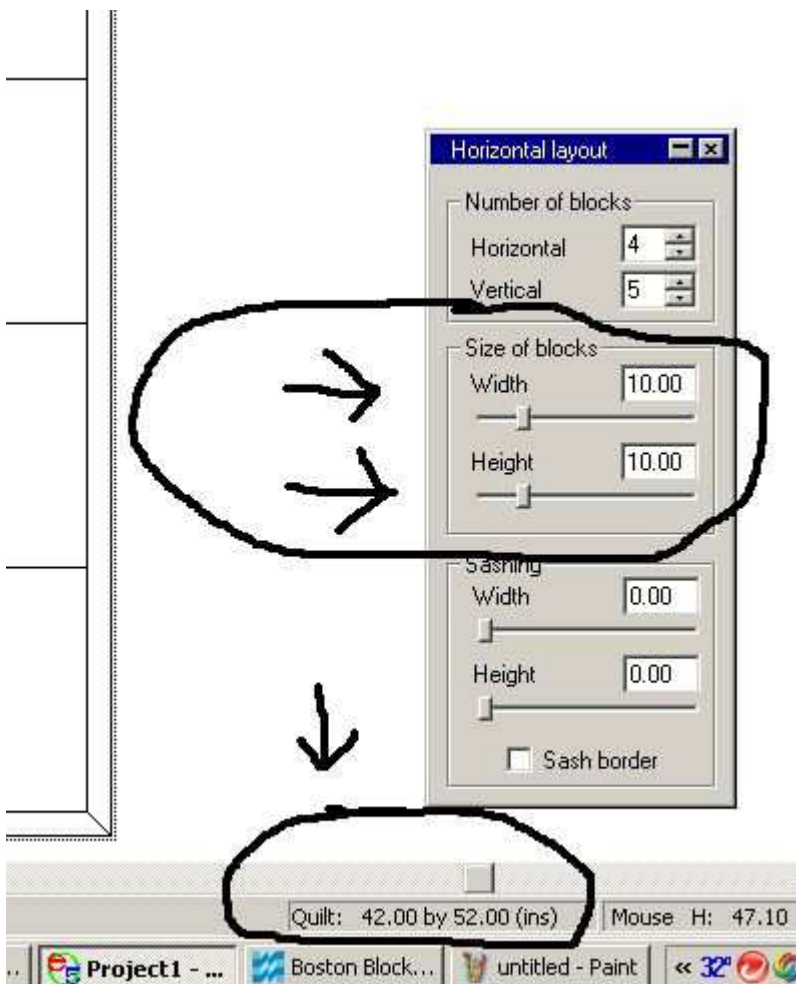 Horizontal layout
Number of blocks
Horizontal 4
Vertical 5
Size of blocks
Width 10.00
Height 10.00
Sashing
Width 0.00
Height 0.00
Sash border
Quilt: 42.00 by 52.00 (ins) Mouse H: 47.10
.. Project1 - ... Boston Block... untitled - Paint « 32°